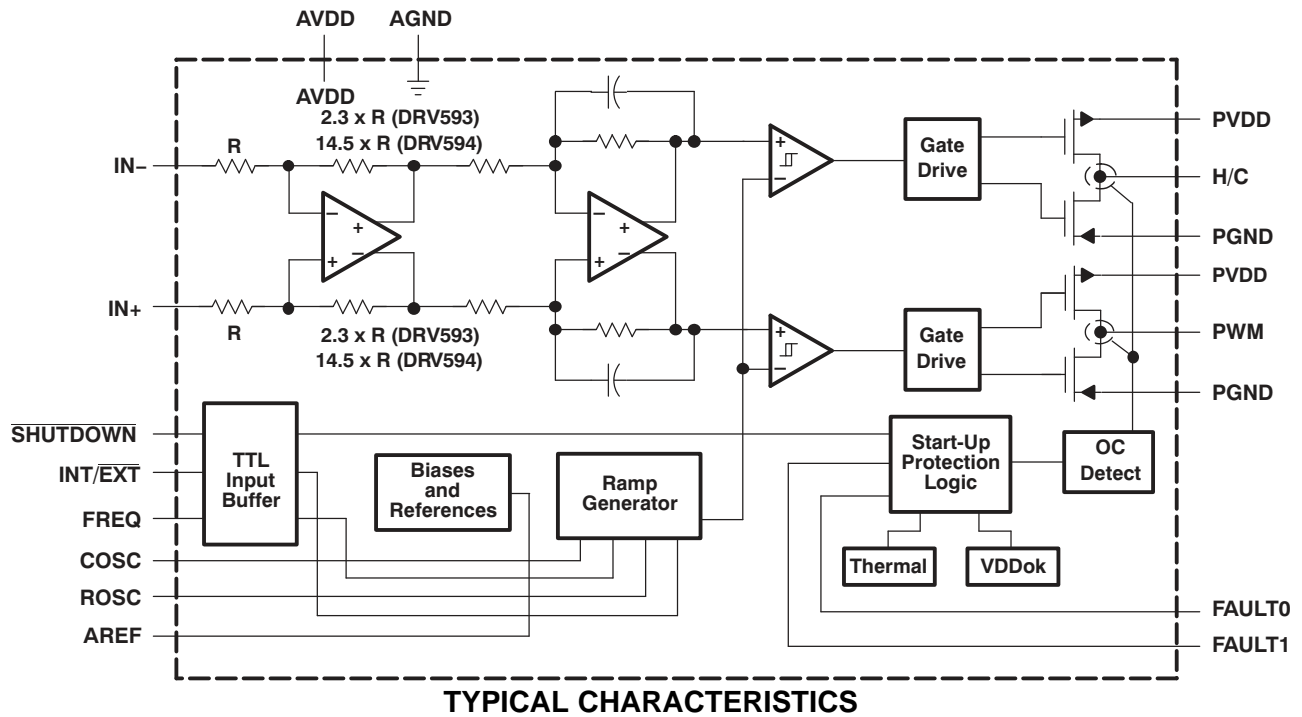 AVDD AGND
AVDD
2.3 x R (DRV593)
14.5 x R (DRV594)
R
IN−
IN+
R
2.3 x R (DRV593)
14.5 x R (DRV594)
− + + −
− + + −
+ −
+ −
Gate
Drive
Gate
Drive
PVDD
H/C
PGND
PVDD
PWM
PGND
SHUTDOWN
INT/EXT
FREQ
COSC
ROSC
AREF
TTL
Input
Buffer
Biases
and
References
Ramp
Generator
Start-Up
Protection
Logic
OC
Detect
Thermal
VDDok
FAULT0
FAULT1
TYPICAL CHARACTERISTICS